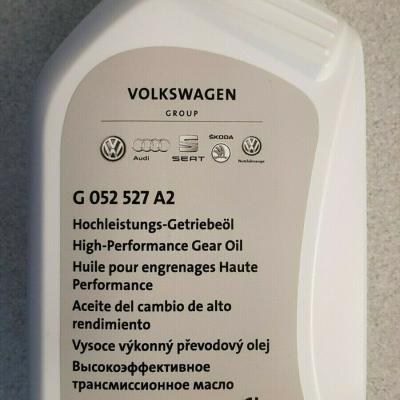 VOLKSWAGEN
GROUP
Audi
SEAT
ŠKODA
Nutzfahrzeuge
G 052 527 A2
Hochleistungs-Getriebeöl
High-Performance Gear Oil
Huile pour engrenages Haute
Performance
Aceite del cambio de alto
rendimiento
Vysoce výkonný převodový olej
Высокоэффективное
трансмиссионное масло